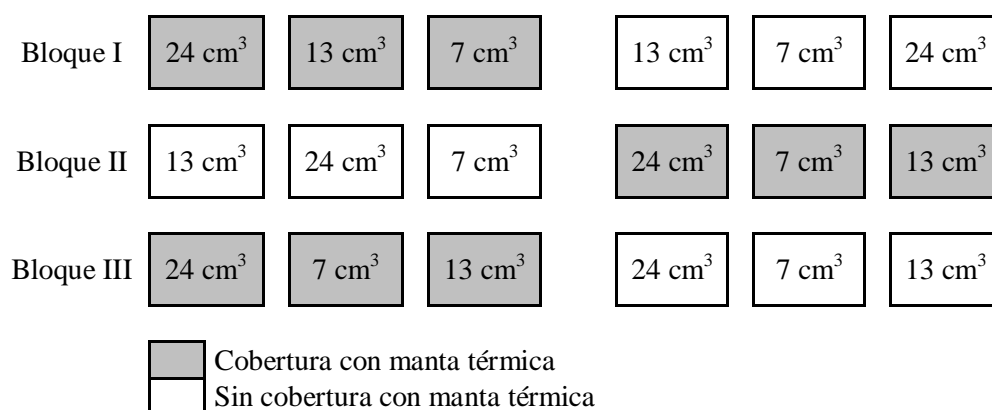 Bloque I 24 cm³ 13 cm³ 7 cm³ 13 cm³ 7 cm³ 24 cm³
Bloque II 13 cm³ 24 cm³ 7 cm³ 24 cm³ 7 cm³ 13 cm³
Bloque III 24 cm³ 7 cm³ 13 cm³ 24 cm³ 7 cm³ 13 cm³
Cobertura con manta térmica
Sin cobertura con manta térmica